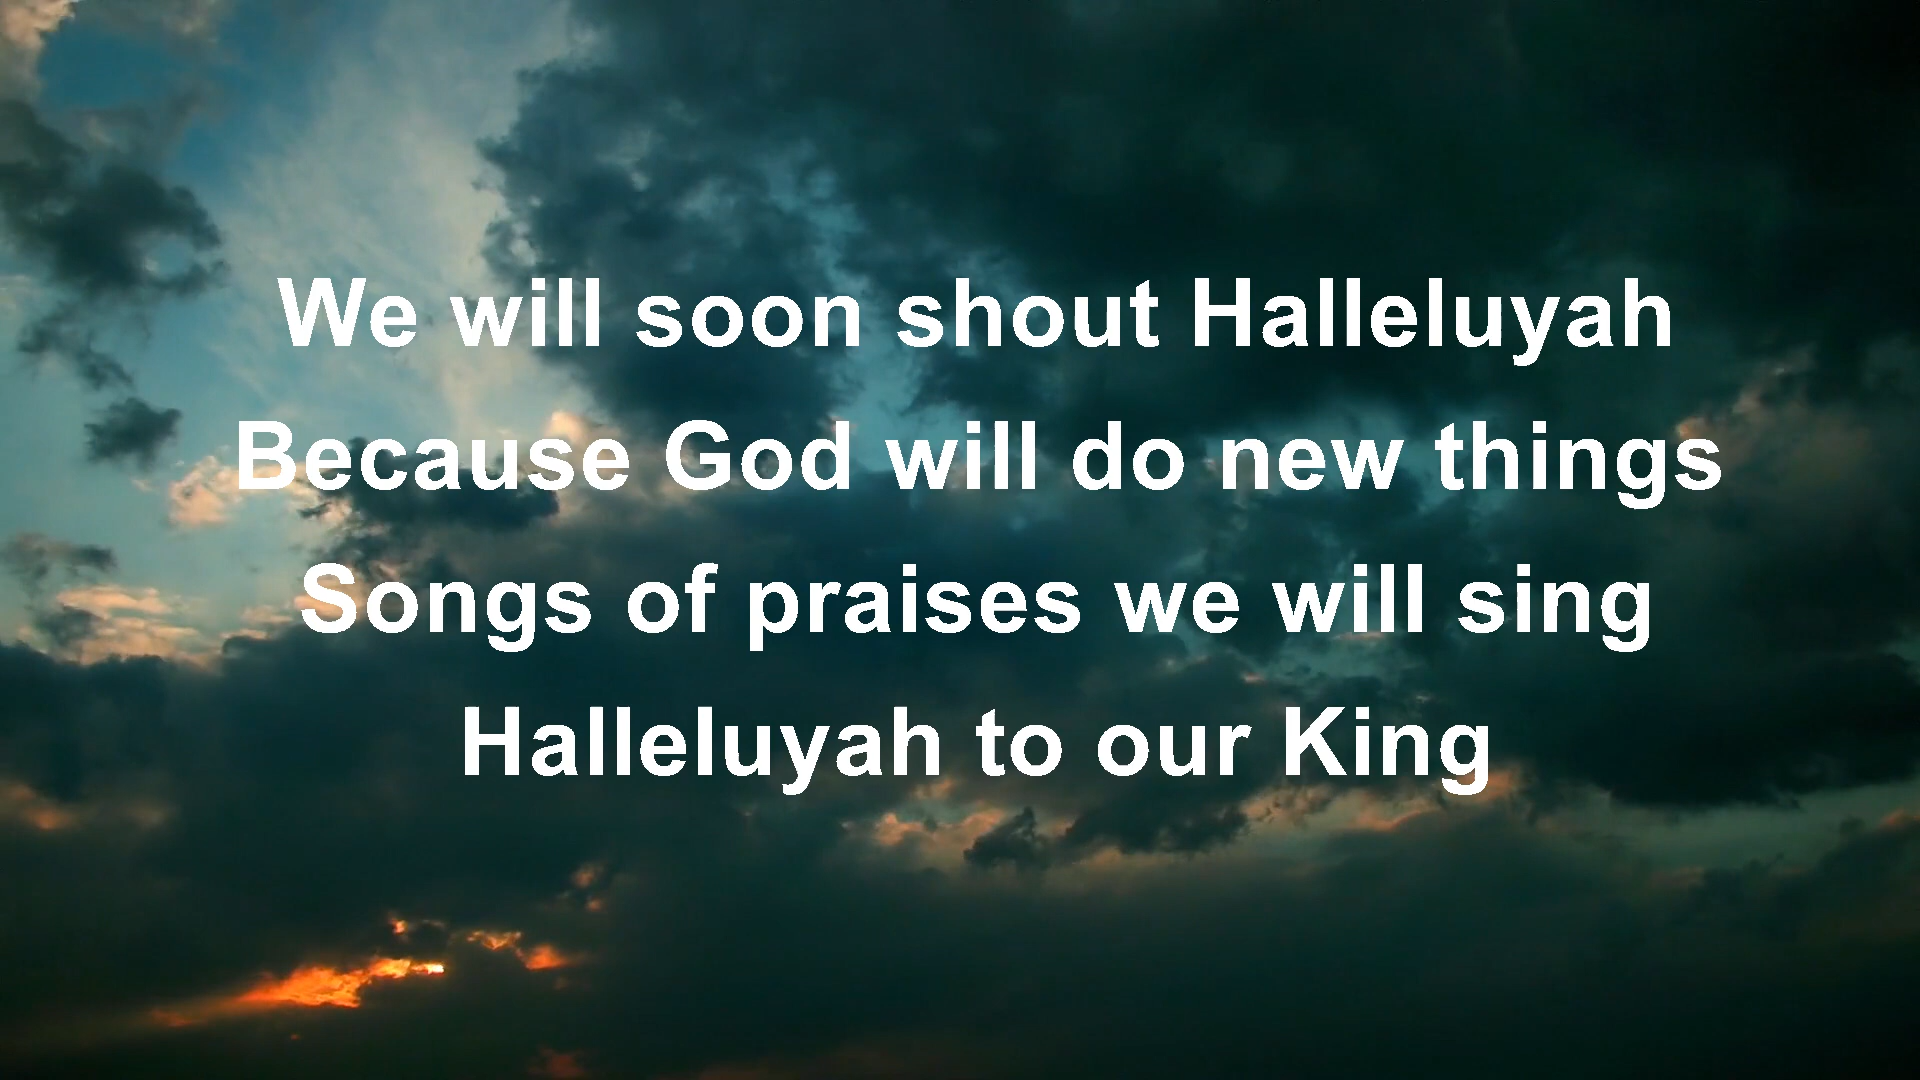 We will soon shout Halleluyah
Because God will do new things
Songs of praises we will sing
Halleluyah to our King